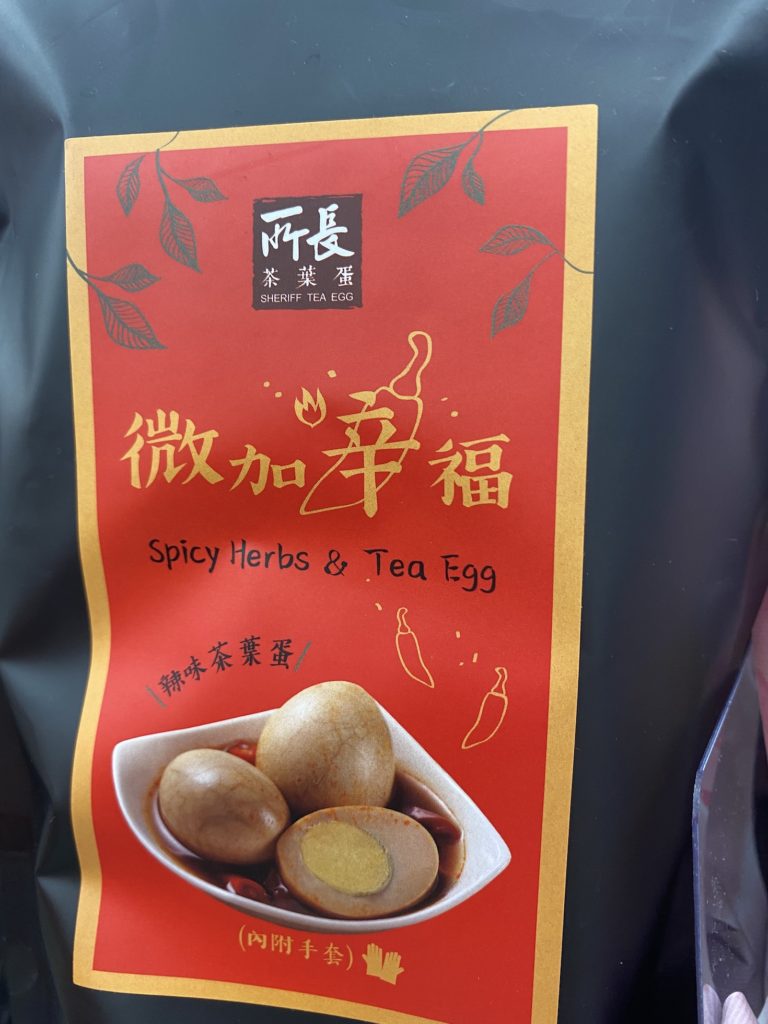 所長
茶葉蛋
SHERIFF TEA EGG
微加幸福
Spicy Herbs & Tea Egg
辣味茶葉蛋
(內附手套)